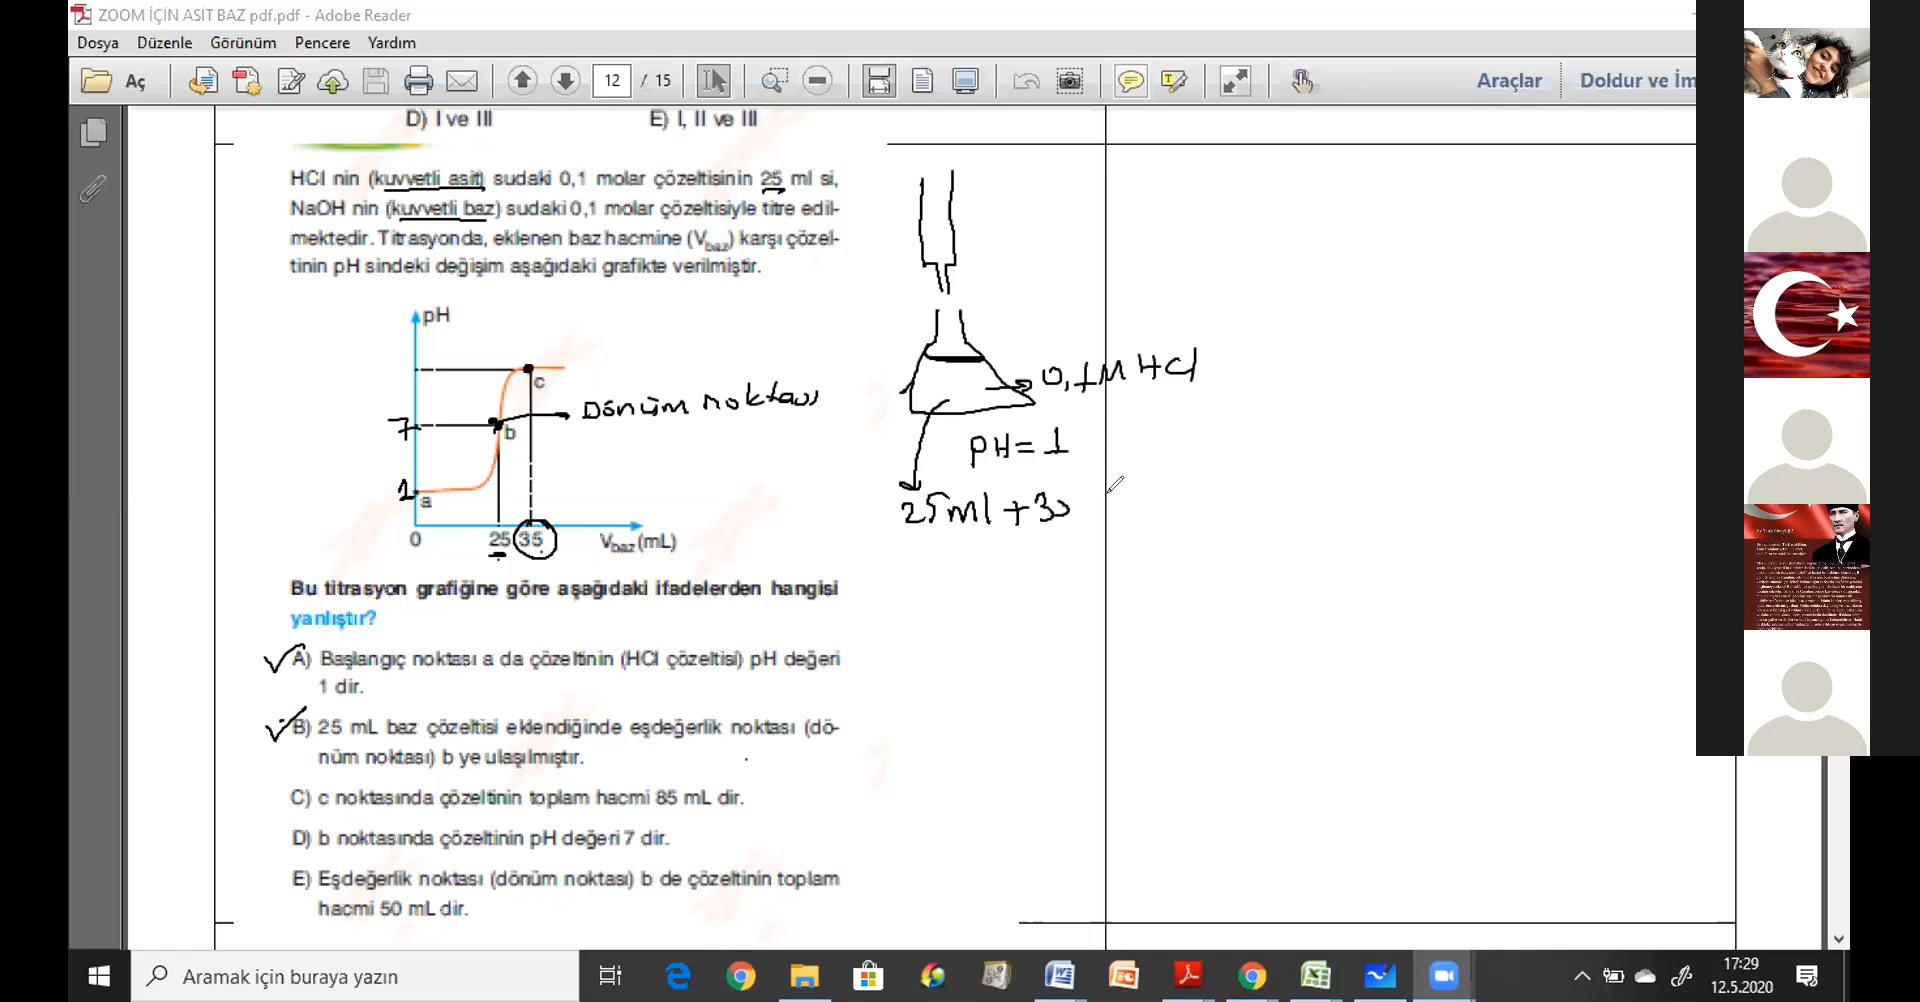 ZOOM İÇİN ASİT BAZ pdf.pdf - Adobe Reader
Dosya Düzenle Görünüm Pencere Yardım
Aç 12 / 15 Araçlar Doldur ve İm
D) I ve III E) I, II ve III
HCl nin (kuvvetli asit) sudaki 0,1 molar çözeltisinin 25 ml si,
NaOH nin (kuvvetli baz) sudaki 0,1 molar çözeltisiyle titre edil-
mektedir. Titrasyonda, eklenen baz hacmine (Vbaz) karşı çözel-
tinin pH sindeki değişim aşağıdaki grafikte verilmiştir.
pH
c
7
b
Dönüm noktası
1
a
0 25 35 Vbaz(mL)
0,1M HCl
PH=1
25ml+30
Bu titrasyon grafiğine göre aşağıdaki ifadelerden hangisi
yanlıştır?
A) Başlangıç noktası a da çözeltinin (HCl çözeltisi) pH değeri
1 dir.
B) 25 mL baz çözeltisi eklendiğinde eşdeğerlik noktası (dö-
nüm noktası) b ye ulaşılmıştır.
C) c noktasında çözeltinin toplam hacmi 85 mL dir.
D) b noktasında çözeltinin pH değeri 7 dir.
E) Eşdeğerlik noktası (dönüm noktası) b de çözeltinin toplam
hacmi 50 mL dir.
Aramak için buraya yazın
17:29
12.5.2020